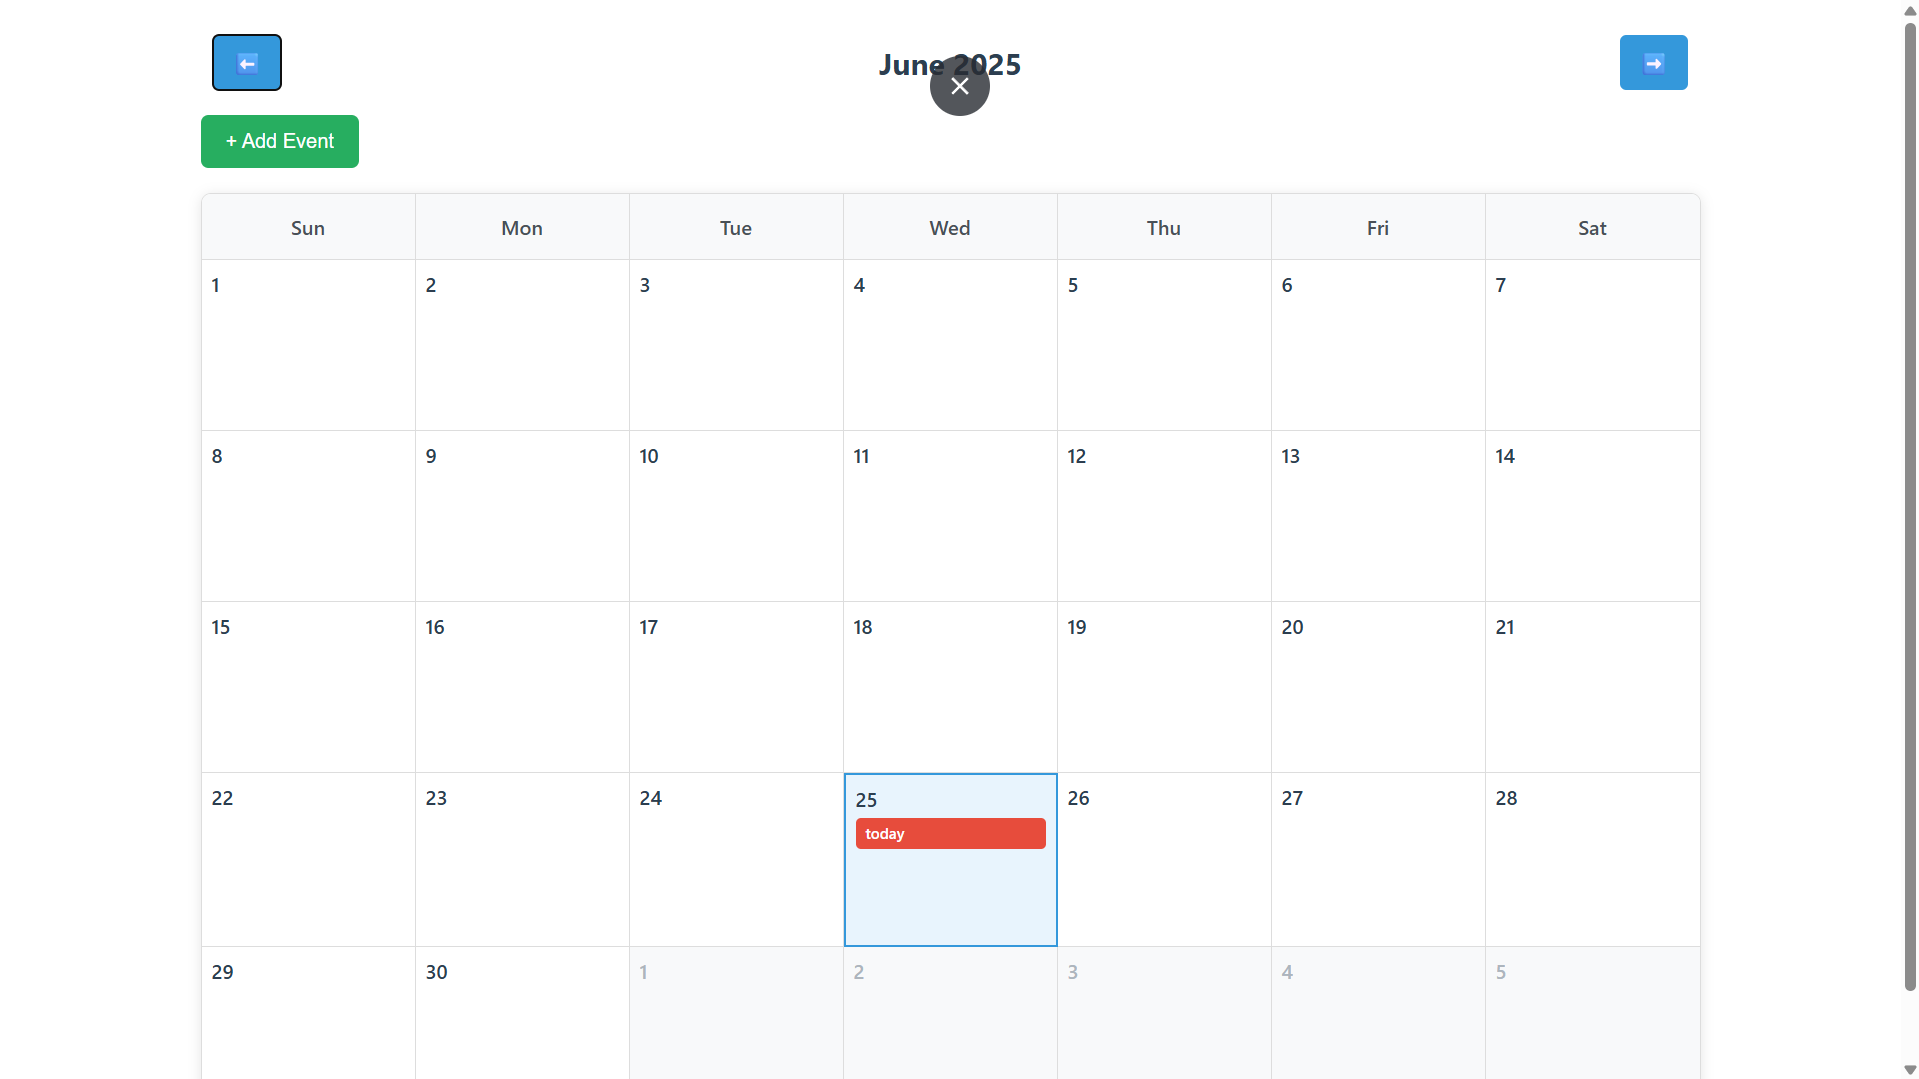 June 2025
+ Add Event
Sun Mon Tue Wed Thu Fri Sat
1 2 3 4 5 6 7
8 9 10 11 12 13 14
15 16 17 18 19 20 21
22 23 24 25 26 27 28
today
29 30 1 2 3 4 5